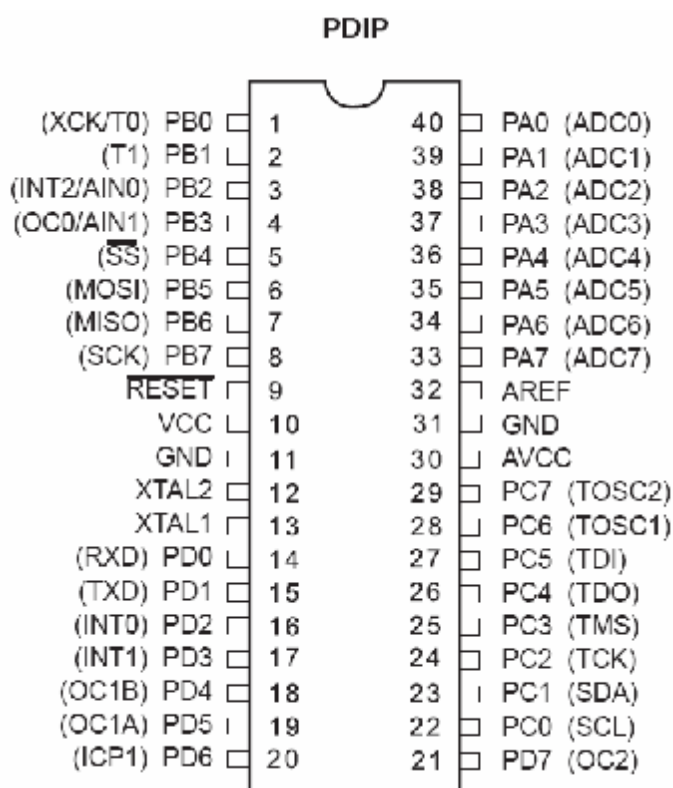 PDIP
(XCK/T0) PB0 1 40 PA0 (ADC0)
(T1) PB1 2 39 PA1 (ADC1)
(INT2/AIN0) PB2 3 38 PA2 (ADC2)
(OC0/AIN1) PB3 4 37 PA3 (ADC3)
(SS) PB4 5 36 PA4 (ADC4)
(MOSI) PB5 6 35 PA5 (ADC5)
(MISO) PB6 7 34 PA6 (ADC6)
(SCK) PB7 8 33 PA7 (ADC7)
RESET 9 32 AREF
VCC 10 31 GND
GND 11 30 AVCC
XTAL2 12 29 PC7 (TOSC2)
XTAL1 13 28 PC6 (TOSC1)
(RXD) PD0 14 27 PC5 (TDI)
(TXD) PD1 15 26 PC4 (TDO)
(INT0) PD2 16 25 PC3 (TMS)
(INT1) PD3 17 24 PC2 (TCK)
(OC1B) PD4 18 23 PC1 (SDA)
(OC1A) PD5 19 22 PC0 (SCL)
(ICP1) PD6 20 21 PD7 (OC2)